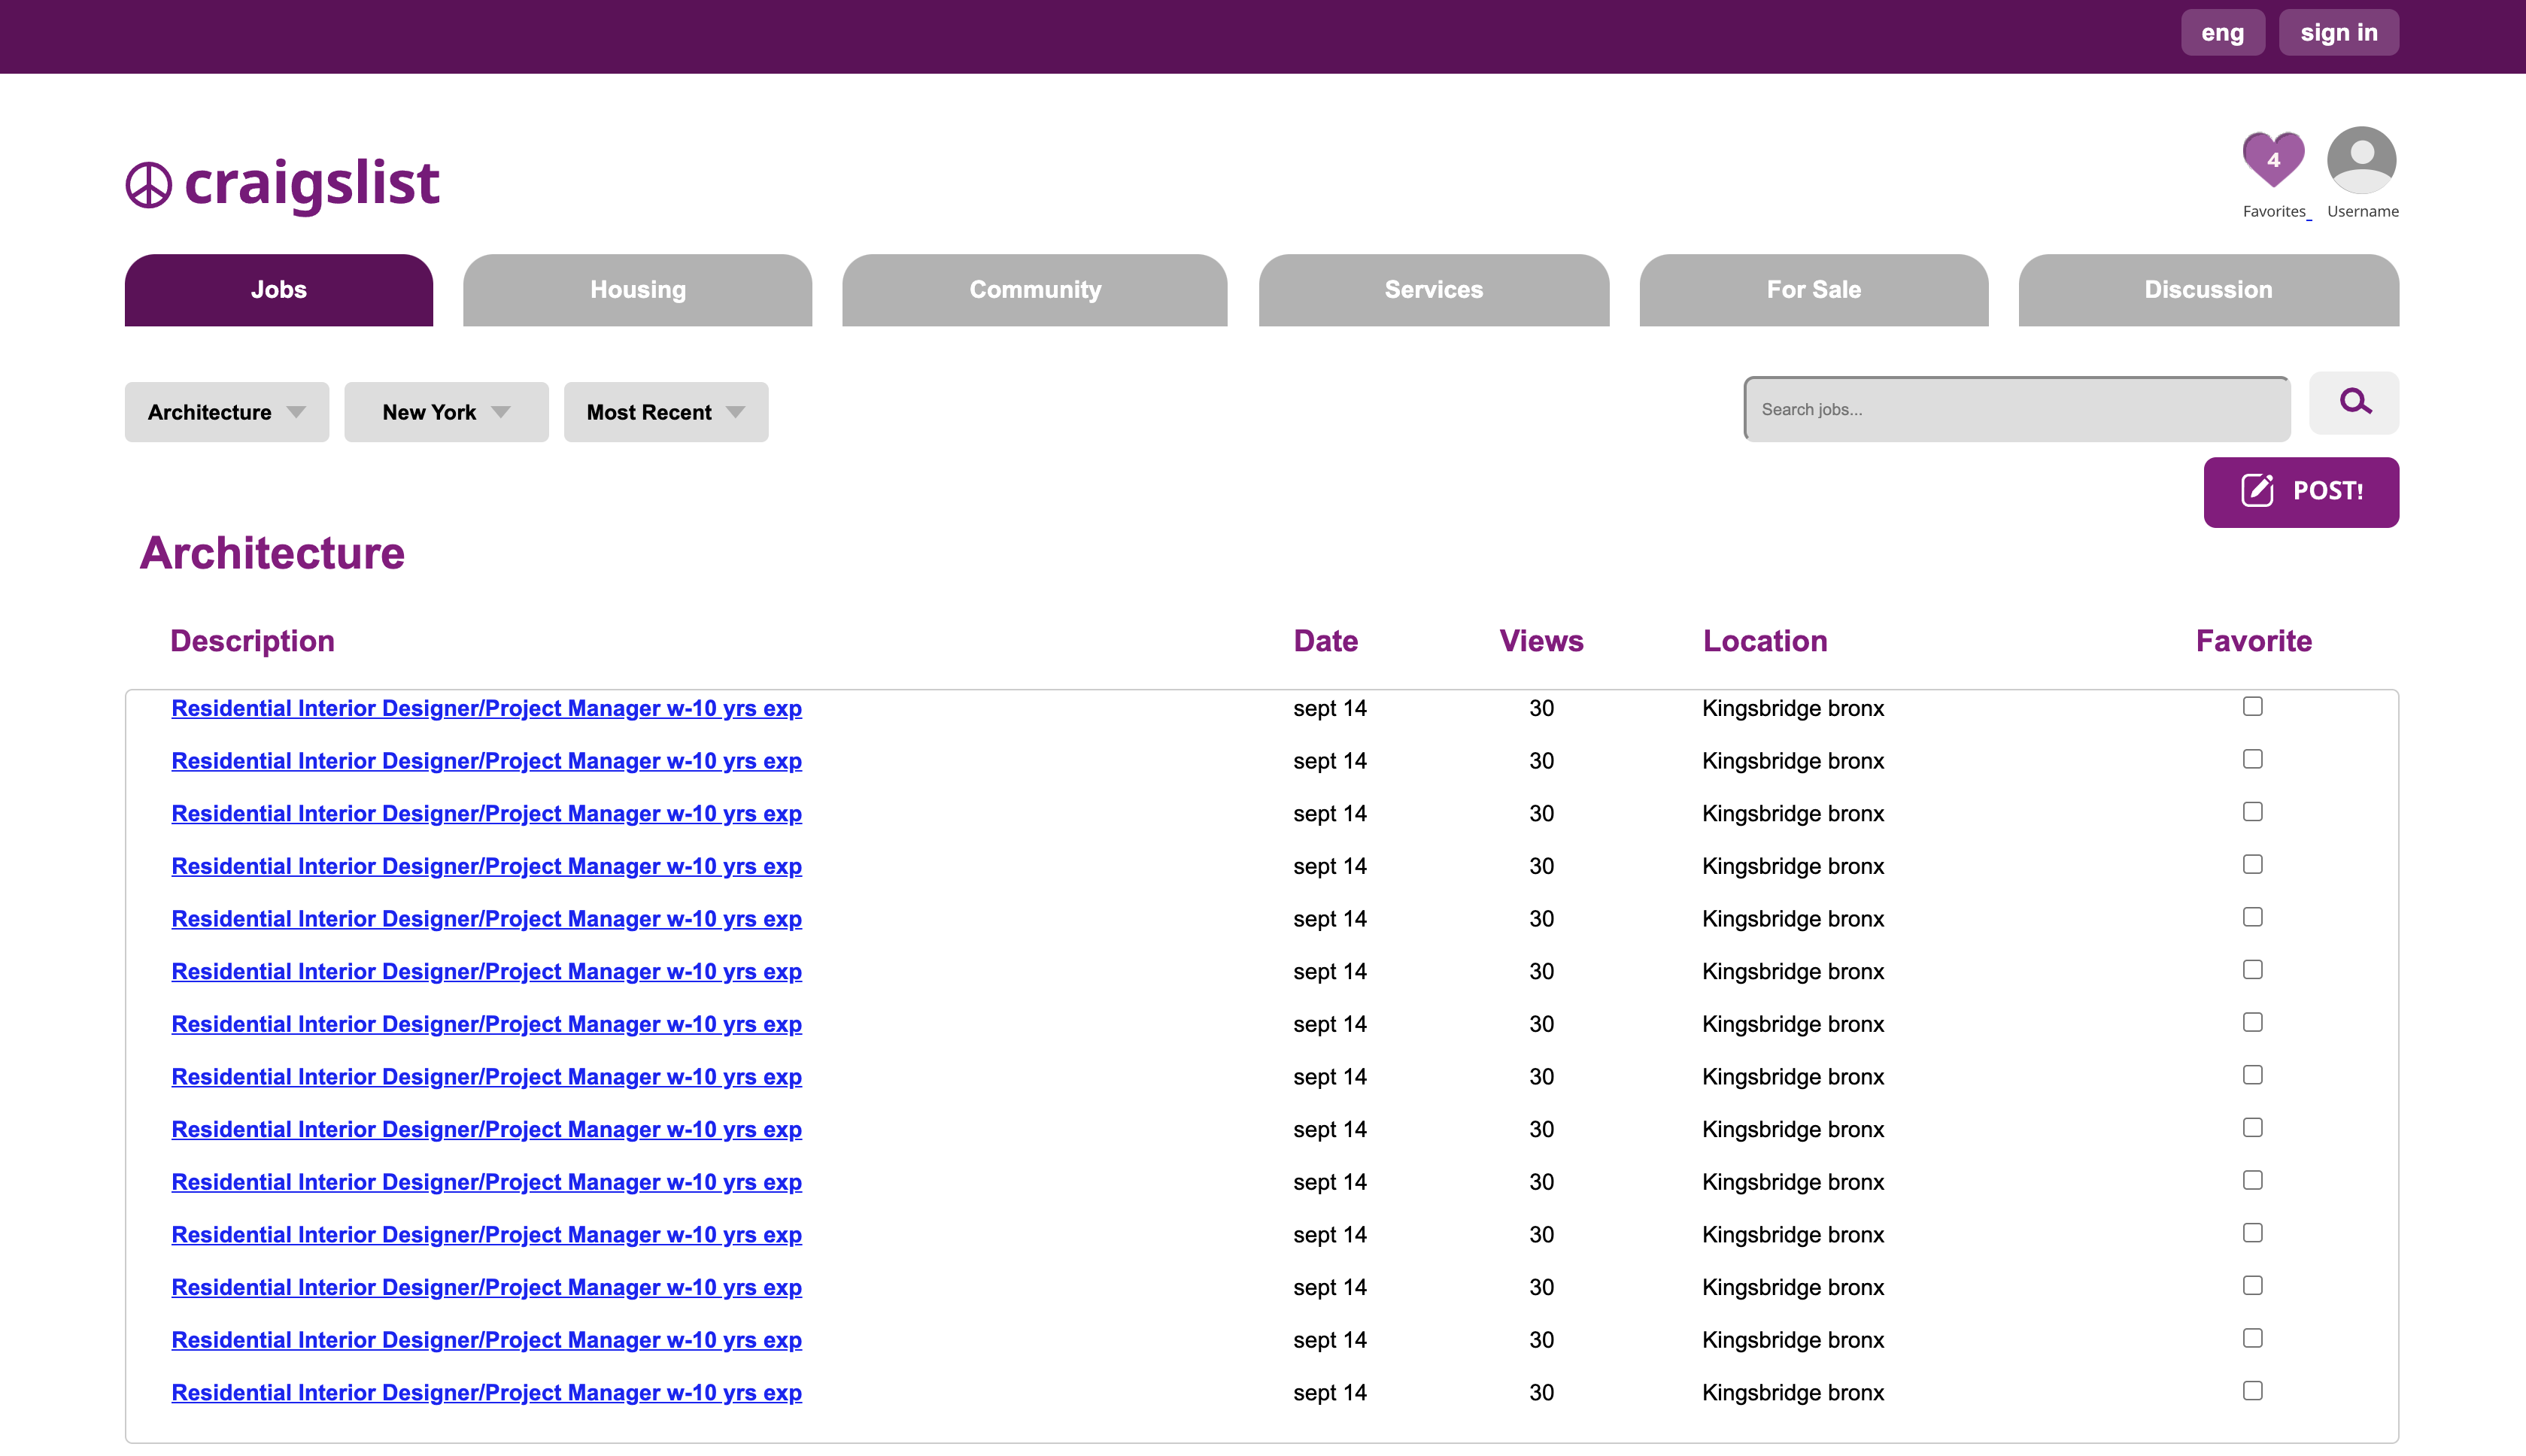 eng sign in
craigslist
4
Favorites Username
Jobs Housing Community Services For Sale Discussion
Architecture New York Most Recent Search jobs...
POST!
Architecture
Description Date Views Location Favorite
Residential Interior Designer/Project Manager w-10 yrs exp sept 14 30 Kingsbridge bronx
Residential Interior Designer/Project Manager w-10 yrs exp sept 14 30 Kingsbridge bronx
Residential Interior Designer/Project Manager w-10 yrs exp sept 14 30 Kingsbridge bronx
Residential Interior Designer/Project Manager w-10 yrs exp sept 14 30 Kingsbridge bronx
Residential Interior Designer/Project Manager w-10 yrs exp sept 14 30 Kingsbridge bronx
Residential Interior Designer/Project Manager w-10 yrs exp sept 14 30 Kingsbridge bronx
Residential Interior Designer/Project Manager w-10 yrs exp sept 14 30 Kingsbridge bronx
Residential Interior Designer/Project Manager w-10 yrs exp sept 14 30 Kingsbridge bronx
Residential Interior Designer/Project Manager w-10 yrs exp sept 14 30 Kingsbridge bronx
Residential Interior Designer/Project Manager w-10 yrs exp sept 14 30 Kingsbridge bronx
Residential Interior Designer/Project Manager w-10 yrs exp sept 14 30 Kingsbridge bronx
Residential Interior Designer/Project Manager w-10 yrs exp sept 14 30 Kingsbridge bronx
Residential Interior Designer/Project Manager w-10 yrs exp sept 14 30 Kingsbridge bronx
Residential Interior Designer/Project Manager w-10 yrs exp sept 14 30 Kingsbridge bronx